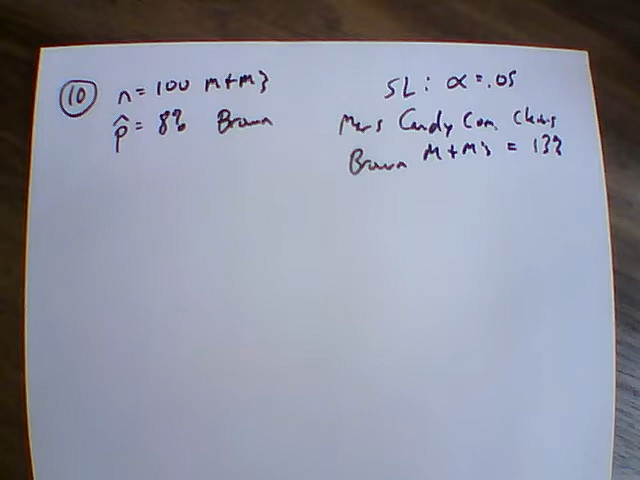 10 n = 100 M+M's
p̂ = 8% Brown
SL: α = .05
Mars Candy Com. Claims
Brown M+M's = 13%